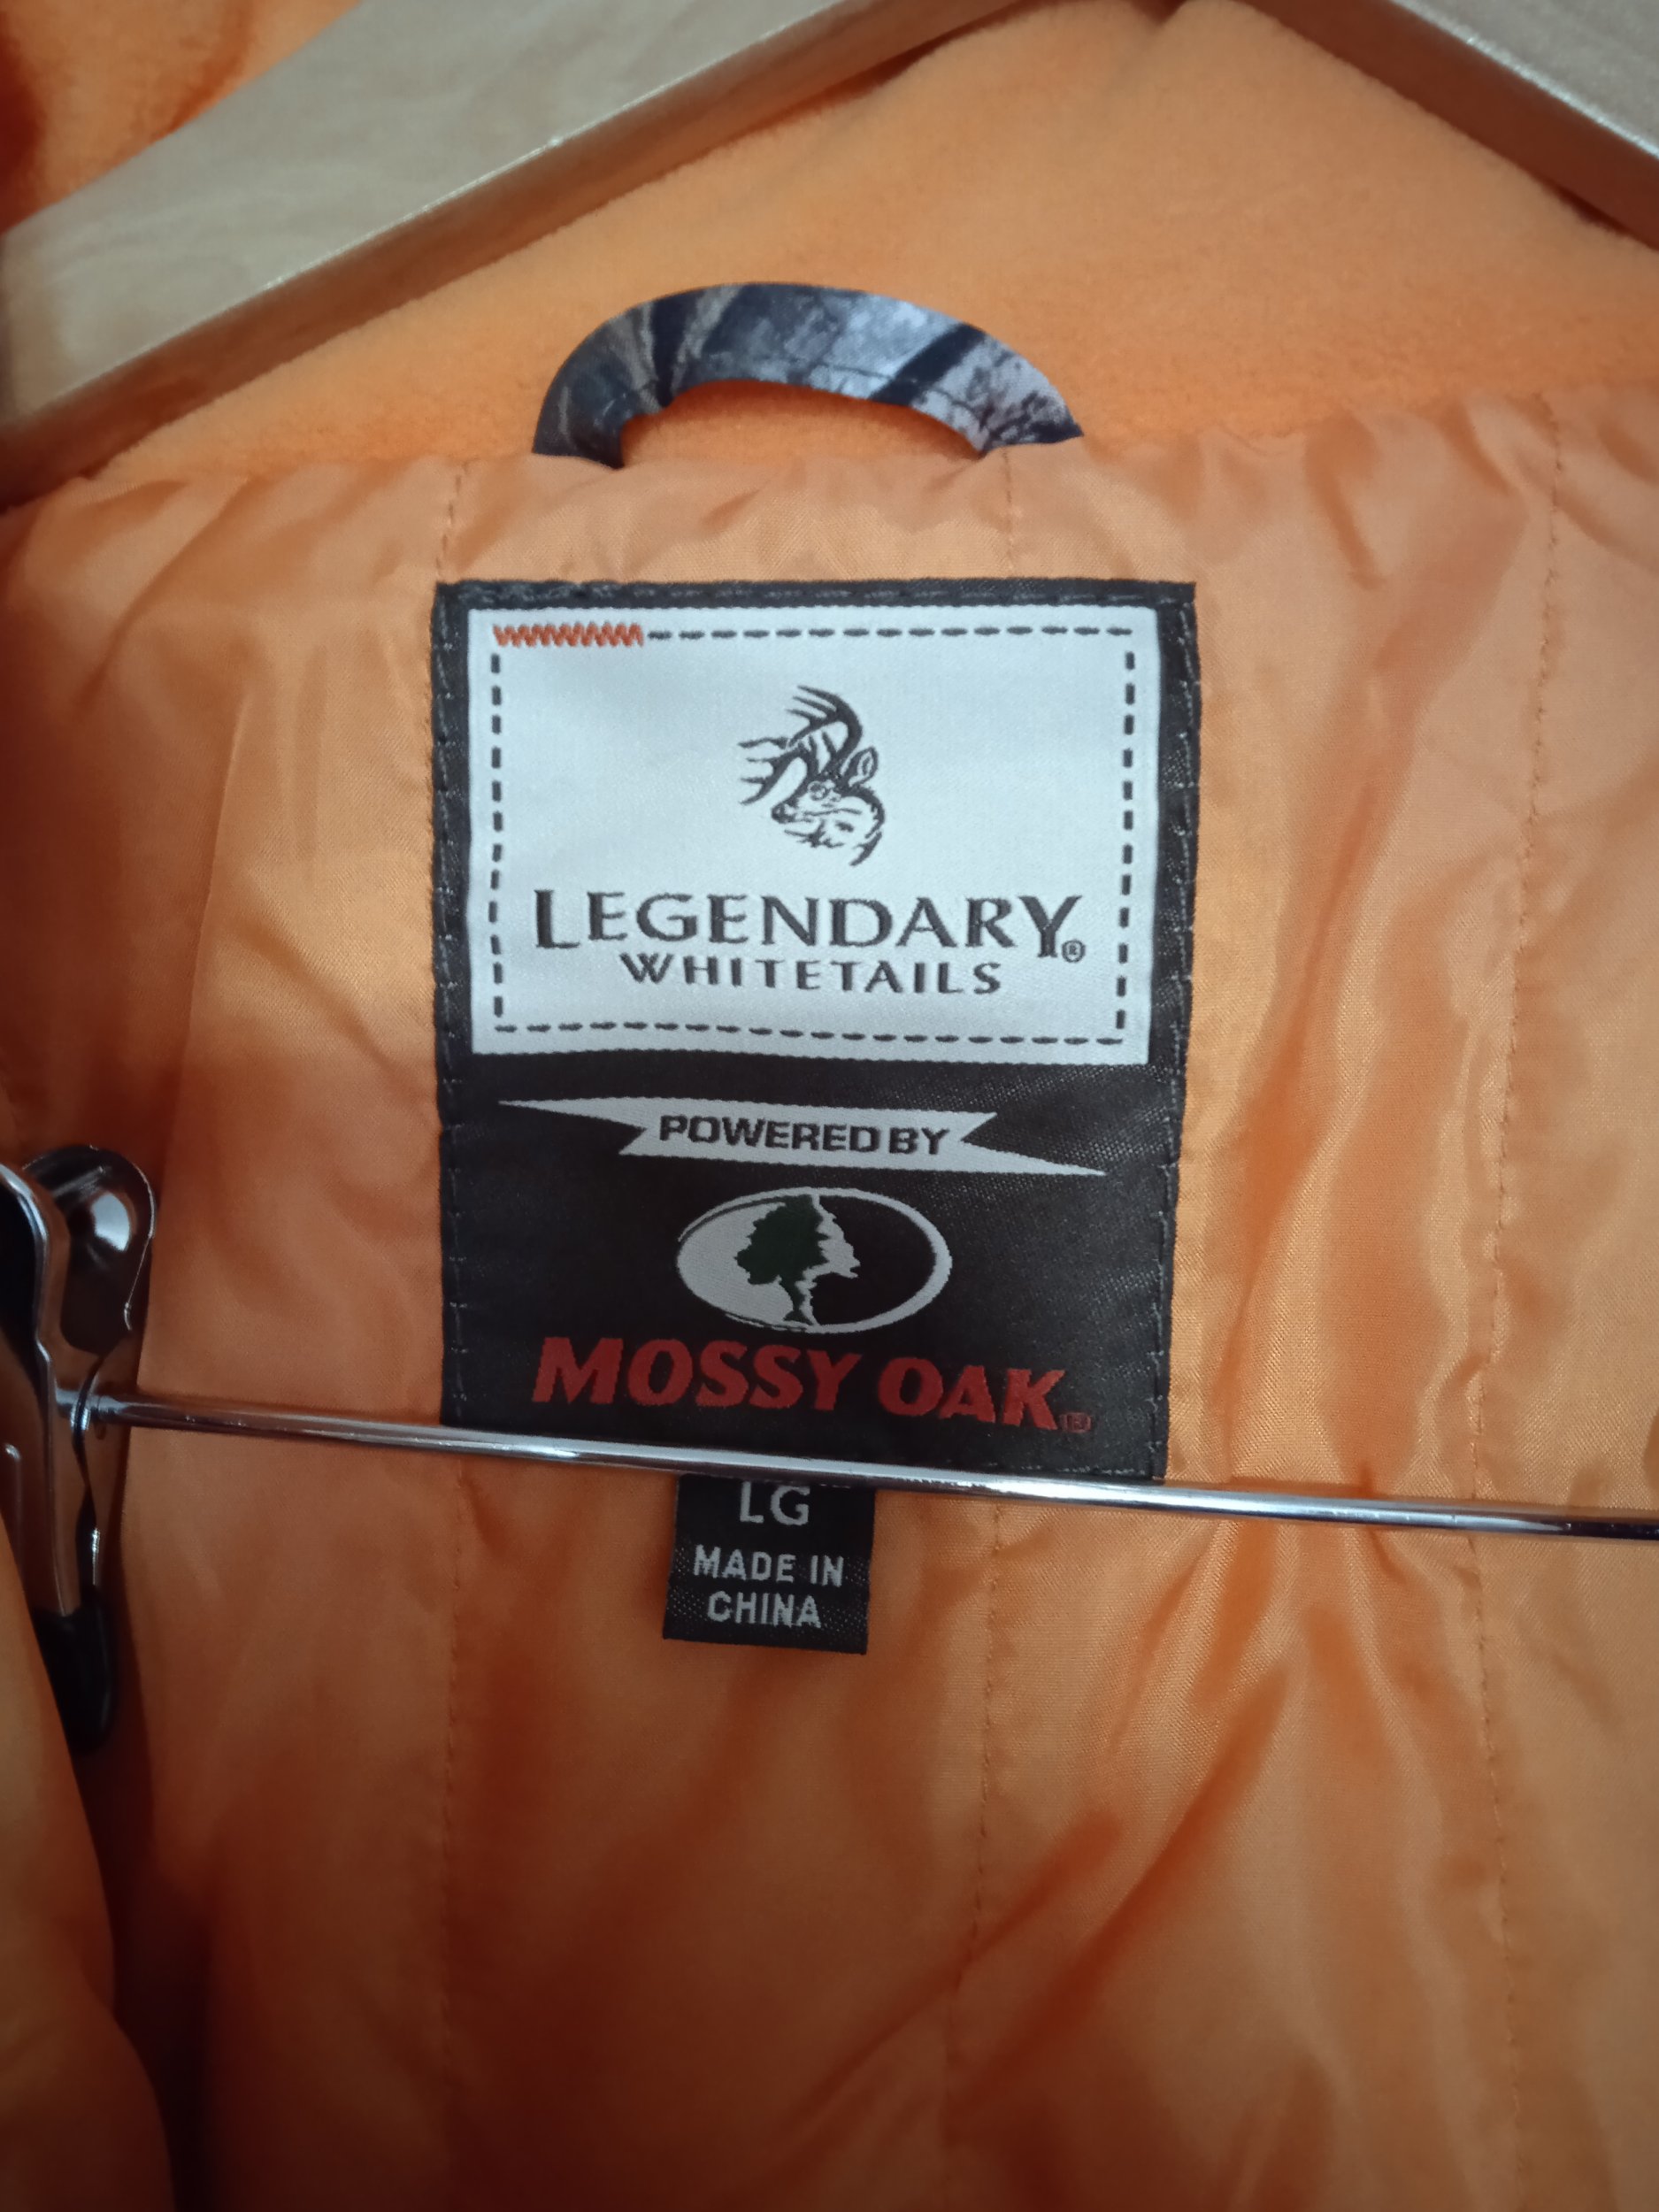 LEGENDARY®
WHITETAILS
POWERED BY
MOSSY OAK®
LG
MADE IN
CHINA